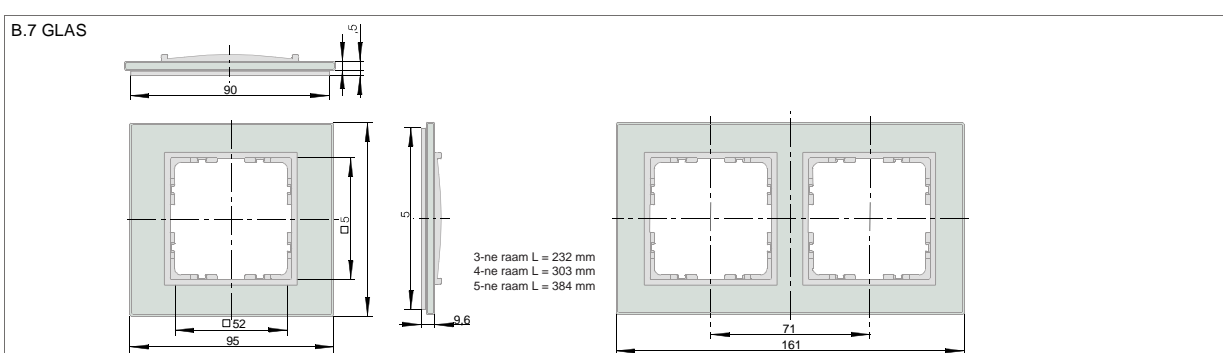 B.7 GLAS
,5
90
5
□5
□52
95
9,6
3-ne raam L = 232 mm
4-ne raam L = 303 mm
5-ne raam L = 384 mm
71
161